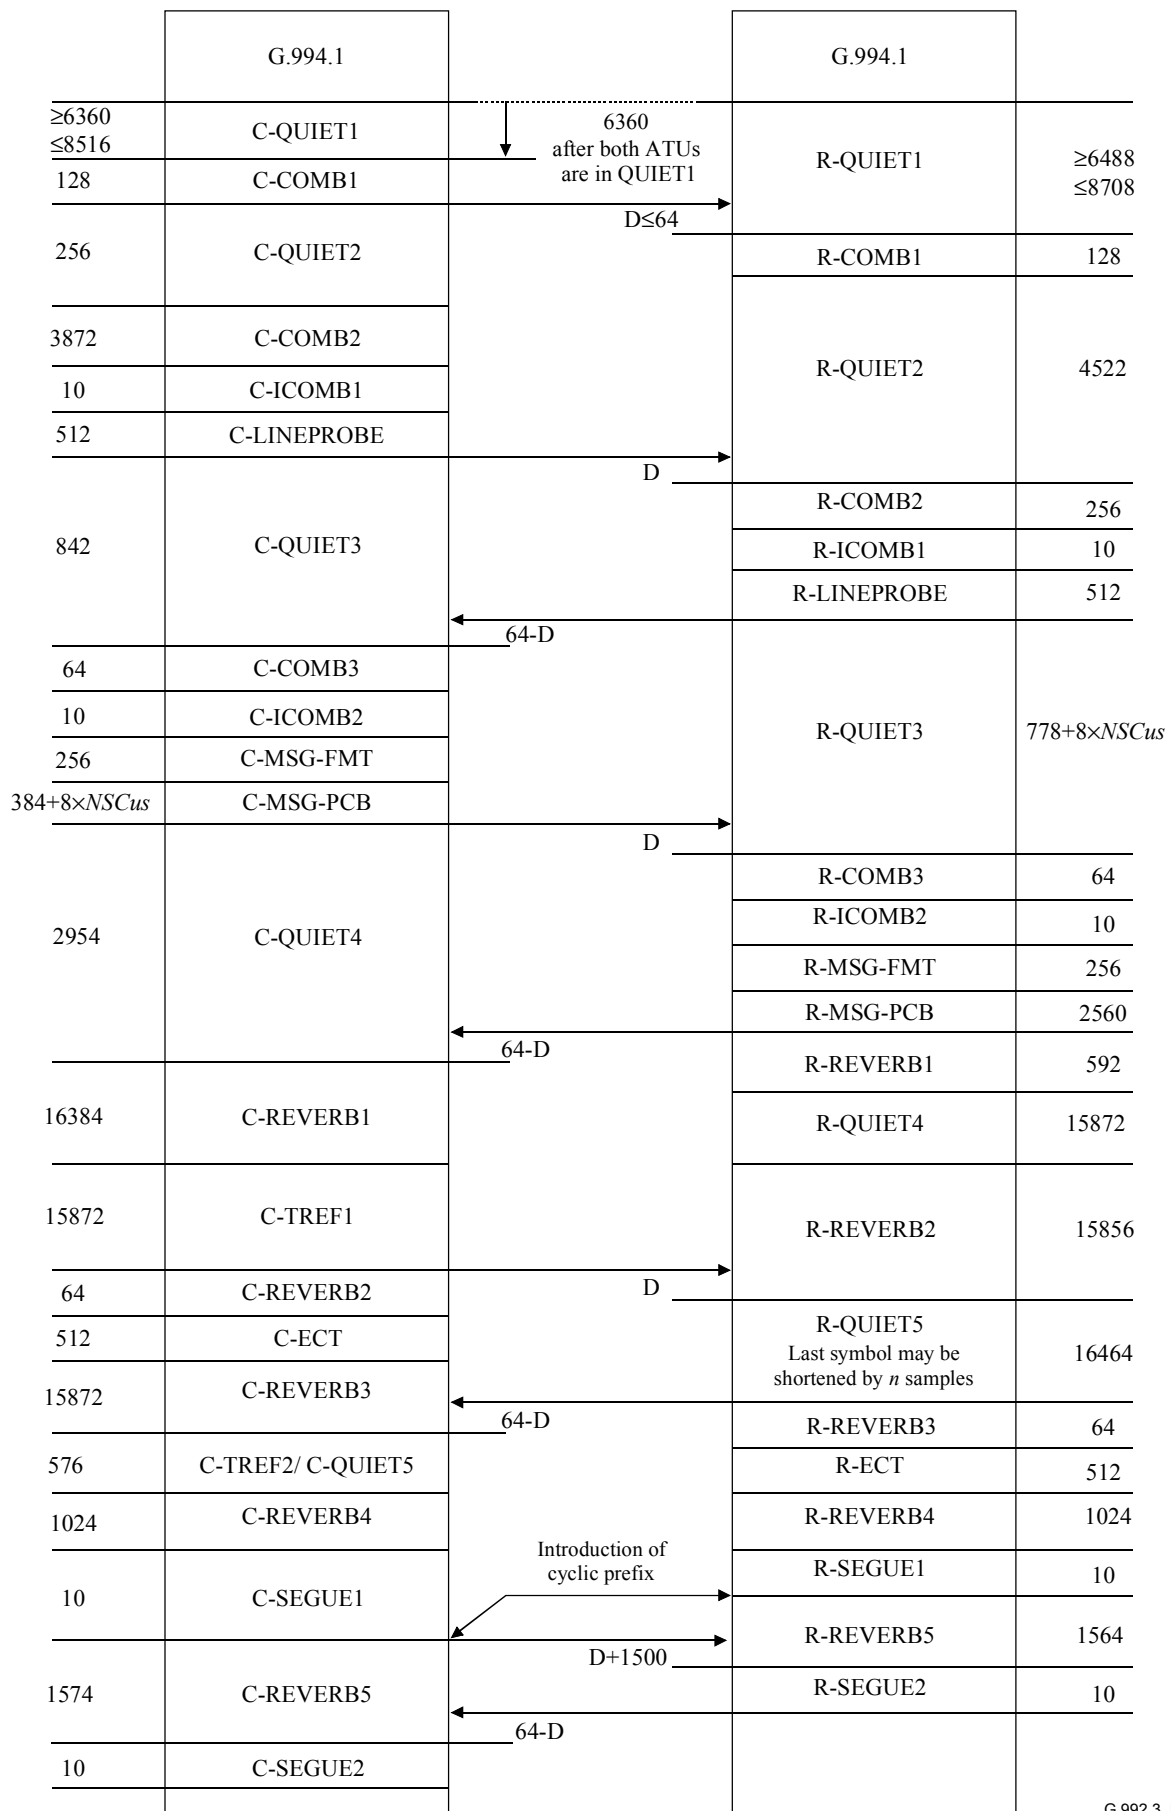 G.994.1
G.994.1
≥6360
≤8516
C-QUIET1
6360
after both ATUs
are in QUIET1
R-QUIET1
≥6488
≤8708
128
C-COMB1
D≤64
256
C-QUIET2
R-COMB1
128
3872
C-COMB2
R-QUIET2
4522
10
C-ICOMB1
512
C-LINEPROBE
D
R-COMB2
256
842
C-QUIET3
R-ICOMB1
10
R-LINEPROBE
512
64-D
64
C-COMB3
10
C-ICOMB2
R-QUIET3
778+8×NSCus
256
C-MSG-FMT
384+8×NSCus
C-MSG-PCB
D
R-COMB3
64
R-ICOMB2
10
2954
C-QUIET4
R-MSG-FMT
256
R-MSG-PCB
2560
64-D
R-REVERB1
592
16384
C-REVERB1
R-QUIET4
15872
15872
C-TREF1
R-REVERB2
15856
D
64
C-REVERB2
512
C-ECT
R-QUIET5
Last symbol may be
shortened by n samples
16464
15872
C-REVERB3
64-D
R-REVERB3
64
576
C-TREF2/ C-QUIET5
R-ECT
512
1024
C-REVERB4
R-REVERB4
1024
Introduction of
cyclic prefix
R-SEGUE1
10
10
C-SEGUE1
R-REVERB5
1564
D+1500
1574
C-REVERB5
R-SEGUE2
10
64-D
10
C-SEGUE2
G.992.3